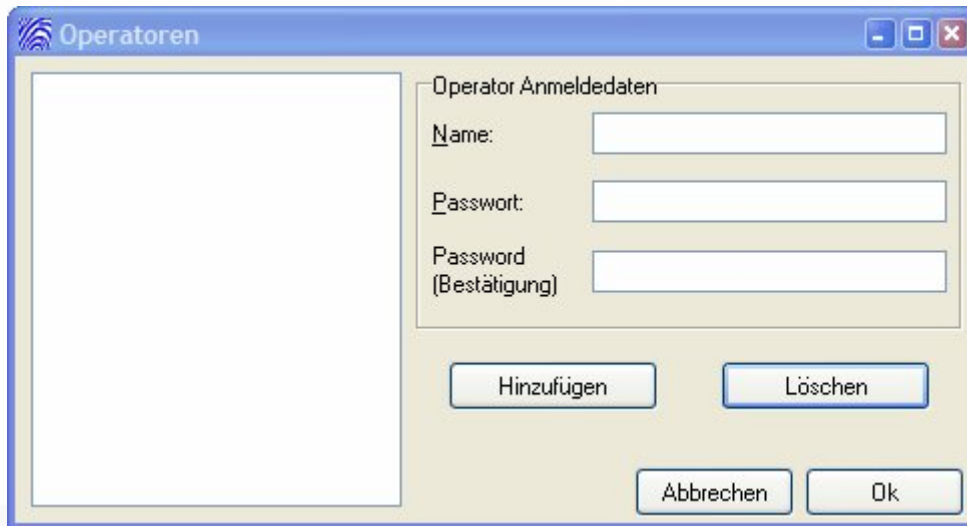 Operatoren
Operator Anmeldedaten
Name:
Passwort:
Password
(Bestätigung)
Hinzufügen
Löschen
Abbrechen
Ok